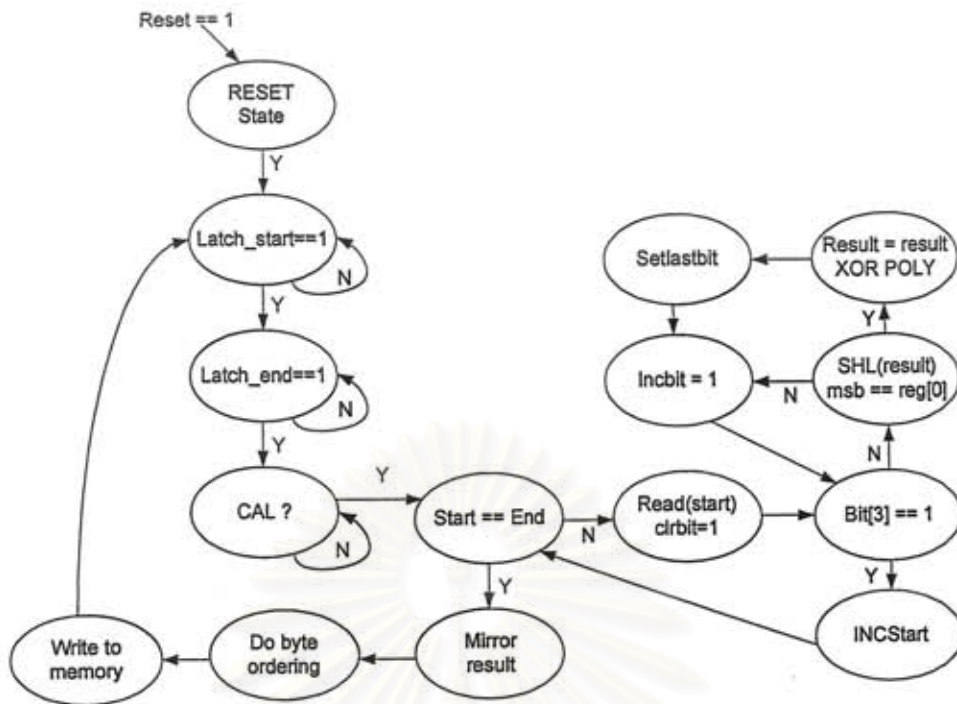 Reset == 1
RESET
State
Y
Latch_start==1
N
Y
Latch_end==1
N
Y
CAL ?
N
Y
Start == End
N
Y
Read(start)
clrbit=1
Bit[3] == 1
N
Y
SHL(result)
msb == reg[0]
N
Y
Result = result
XOR POLY
Setlastbit
Incbit = 1
INCStart
Mirror
result
Do byte
ordering
Write to
memory